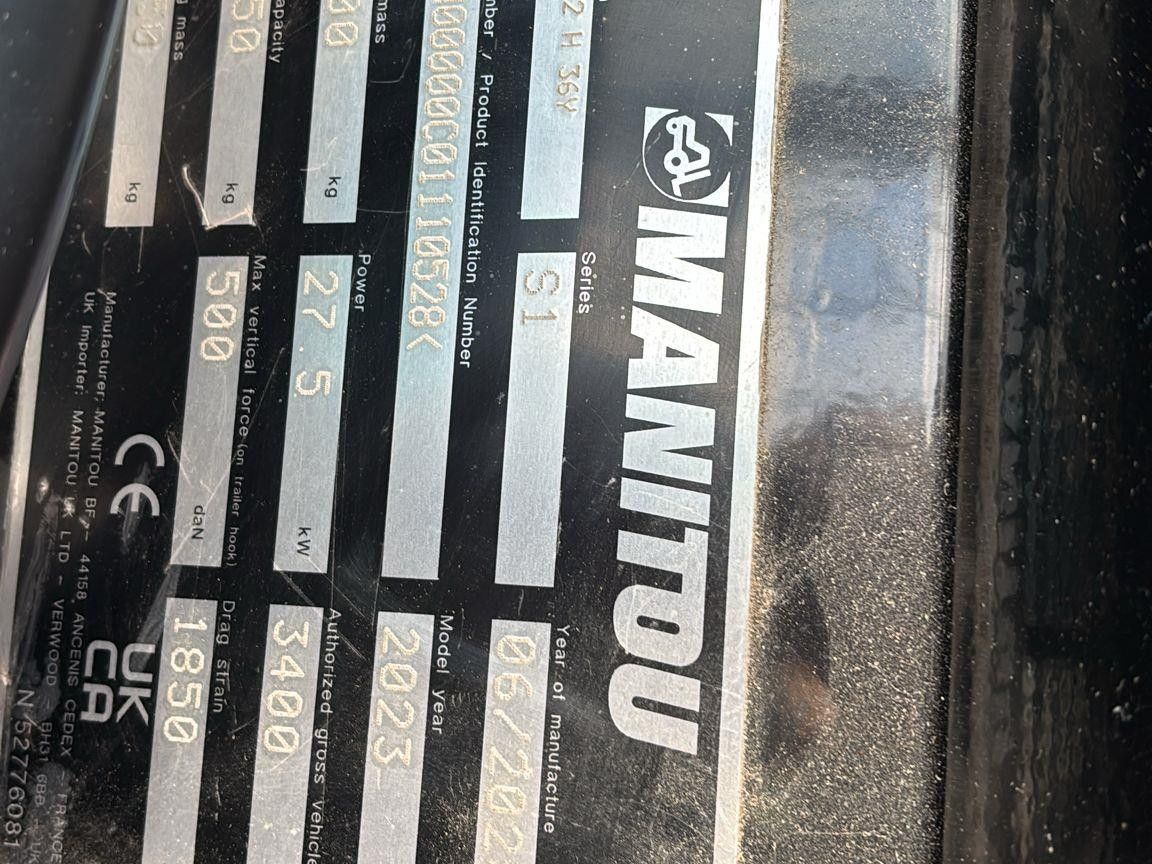 MANITOU
Series
Year of manufacture
2 H 36Y
S1
06/202
Product Identification Number
Model year
000000C01110528<
2023
mass
Power
Authorized gross vehicle
00 kg
27.5 kW
3400
Max vertical force (on trailer hook)
Drag strain
50 kg
500 daN
1850
mass
kg
CE
UK
CA
Manufacturer: MANITOU BF - 44158 ANCENIS CEDEX - FRANCE
UK Importer: MANITOU UK LTD - VERWOOD - BH31 6BB - UK
N°52776081